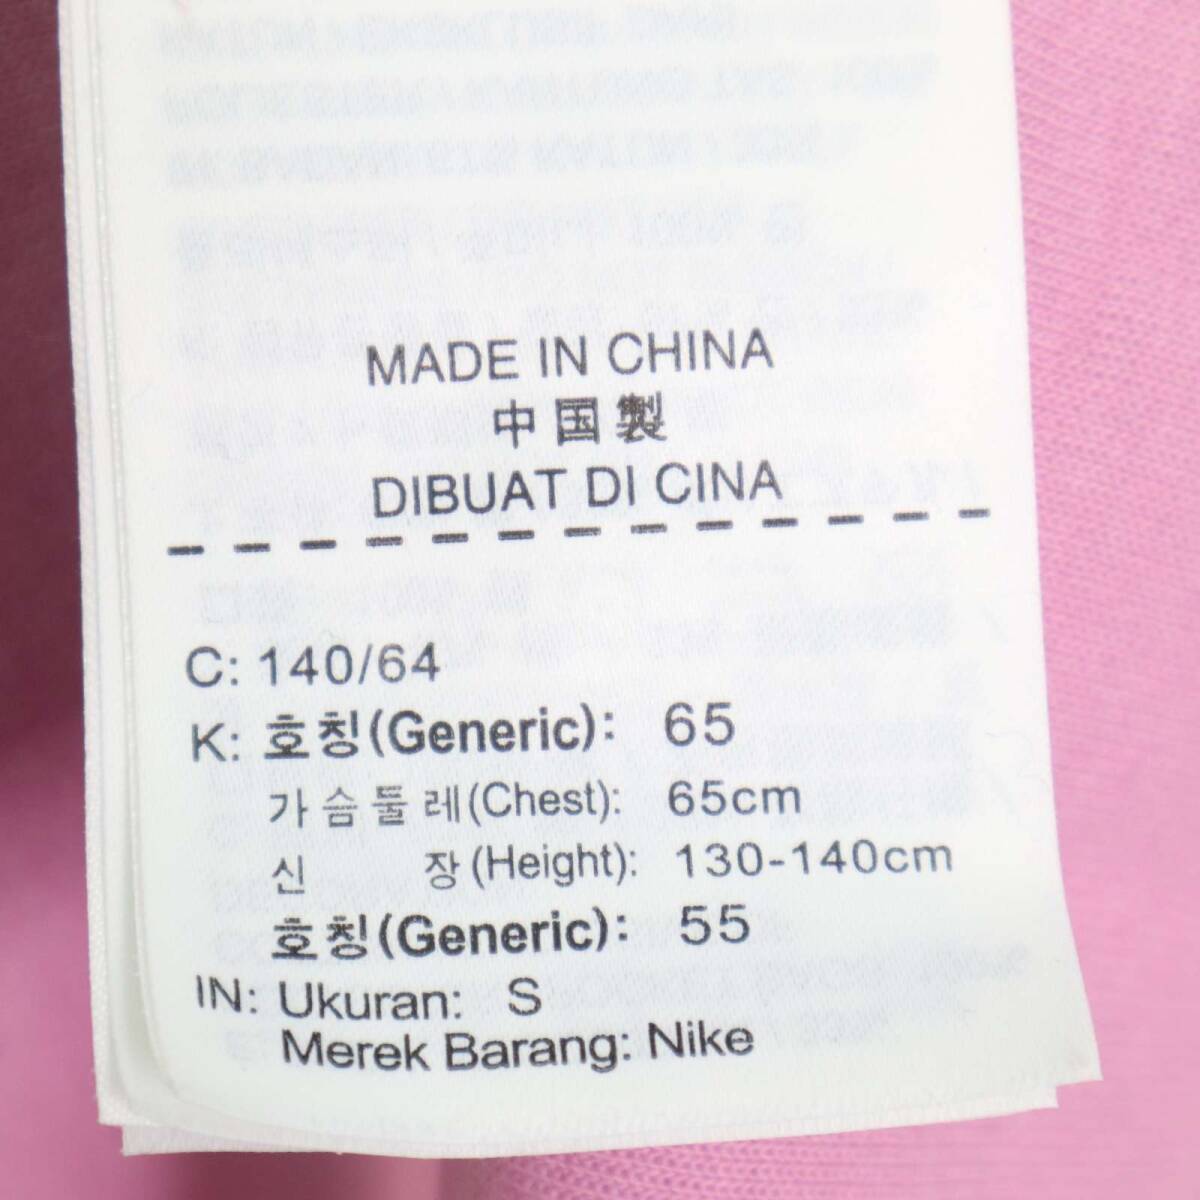 MADE IN CHINA
中国製
DIBUAT DI CINA
C: 140/64
K: 호칭(Generic): 65
가슴둘레(Chest): 65cm
신 장(Height): 130-140cm
호칭(Generic): 55
IN: Ukuran: S
Merek Barang: Nike